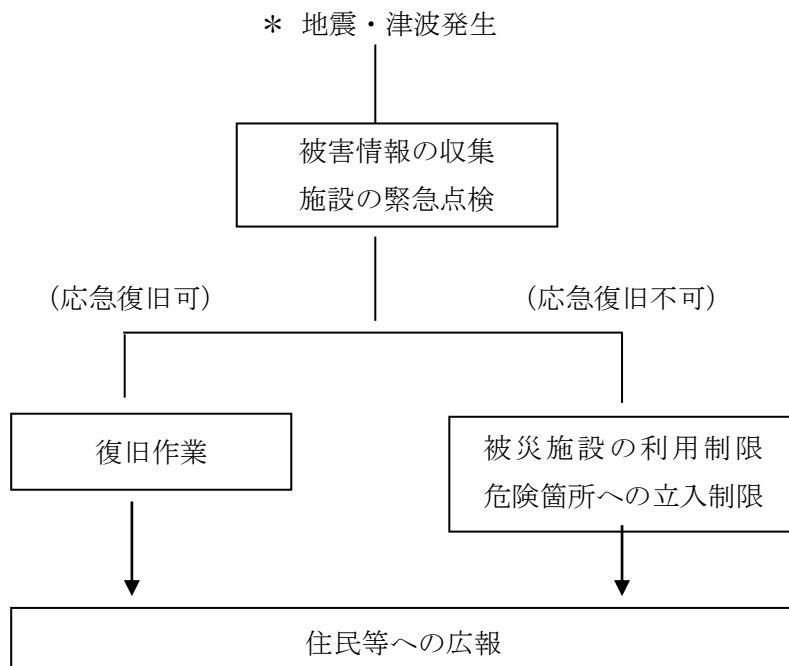 ＊ 地震・津波発生
被害情報の収集
施設の緊急点検
（応急復旧可）
（応急復旧不可）
復旧作業
被災施設の利用制限
危険箇所への立入制限
住民等への広報